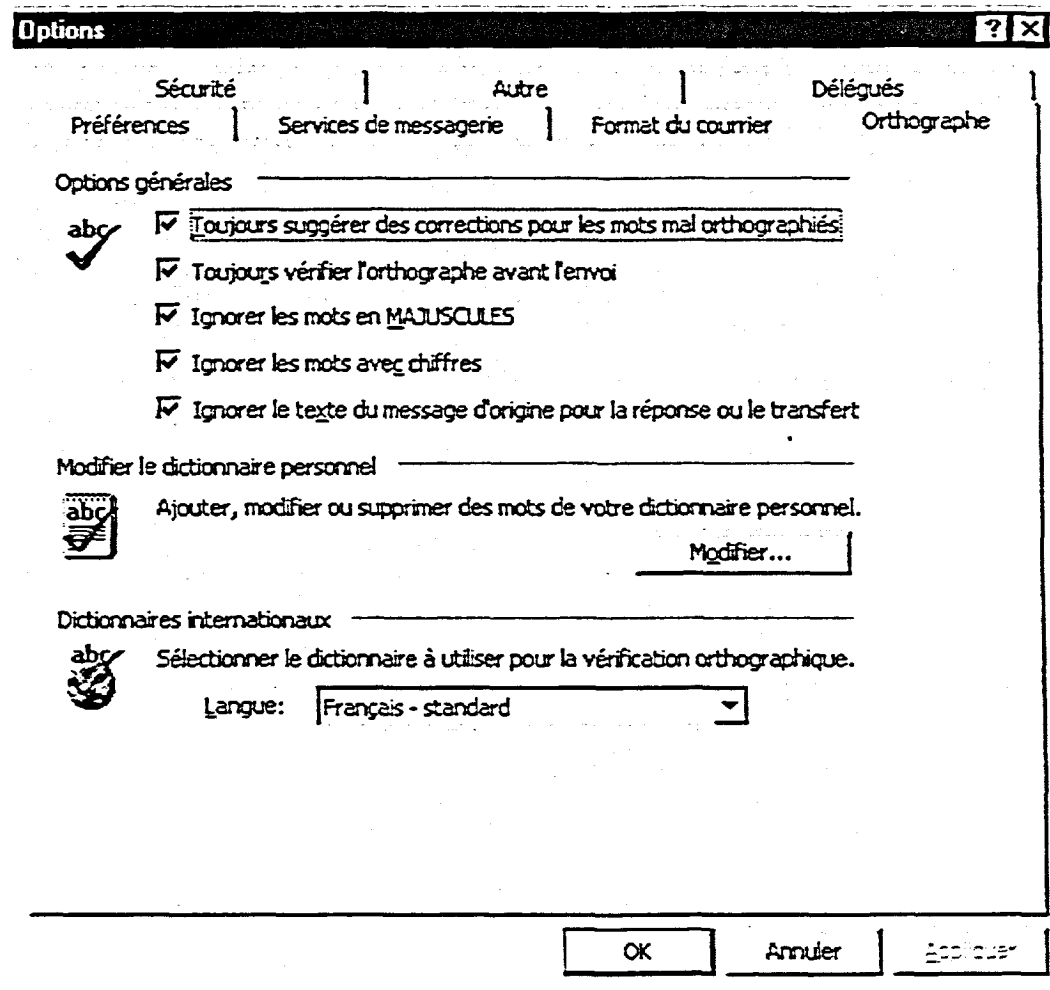 Options
Sécurité Autre Délégués
Préférences Services de messagerie Format du courrier Orthographe
Options générales
abc
Toujours suggérer des corrections pour les mots mal orthographiés
Toujours vérifier l'orthographe avant l'envoi
Ignorer les mots en MAJUSCULES
Ignorer les mots avec chiffres
Ignorer le texte du message d'origine pour la réponse ou le transfert
Modifier le dictionnaire personnel
abc
Ajouter, modifier ou supprimer des mots de votre dictionnaire personnel.
Modifier...
Dictionnaires internationaux
abc
Sélectionner le dictionnaire à utiliser pour la vérification orthographique.
Langue: Français - standard
OK Annuler Appliquer